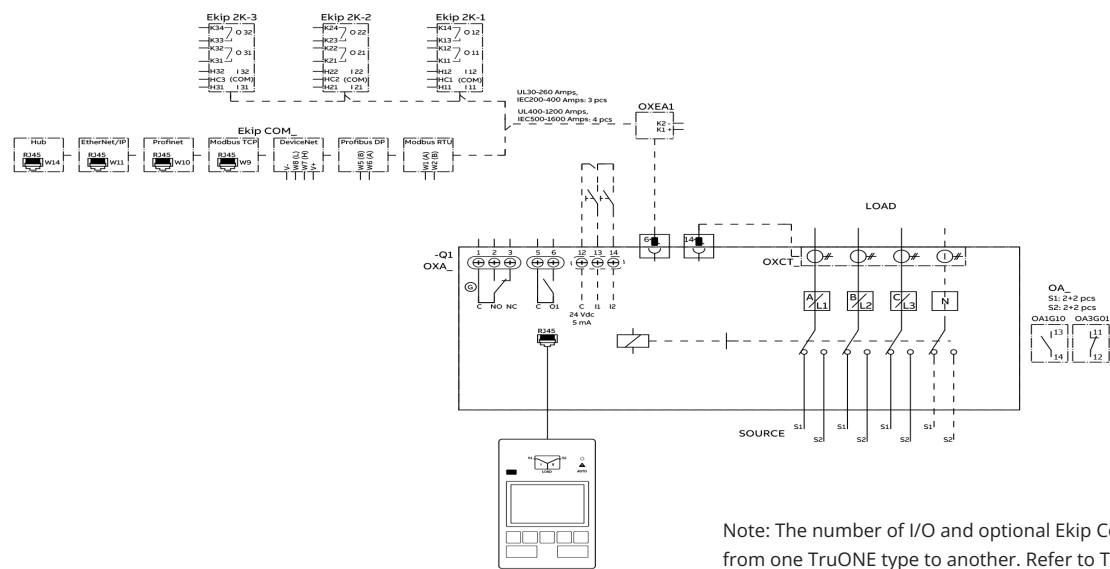 Ekip 2K-3 Ekip 2K-2 Ekip 2K-1
K34 O 32 K24 O 22 K14 O 12
K33 K23 K13
K32 K22 K12
K31 O 31 K21 O 21 K11 O 11
H32 I 32 H22 I 22 H12 I 12
HC3 (COM) HC2 (COM) HC1 (COM)
H31 I 31 H21 I 21 H11 I 11
UL30-260 Amps,
IEC200-400 Amps: 3 pcs
UL400-1200 Amps,
IEC500-1600 Amps: 4 pcs
OXEA1
K2 -
K1 +
Ekip COM_
Hub EtherNet/IP Profinet Modbus TCP DeviceNet Profibus DP Modbus RTU
RJ45 W14 RJ45 W11 RJ45 W10 RJ45 W9
V- W8 (L) W7 (H) V+ W5 (B) W6 (A) W1 (A) W2 (B)
LOAD
-Q1
OXA_
1 2 3 5 6 12 13 14 6 14
OXCT_
G
C NO NC C O1 C I1 I2
24 Vdc
5 mA
A/L1 B/L2 C/L3 N
RJ45
OA_
S1: 2+2 pcs
S2: 2+2 pcs
OA1G10 OA3G01
13 11
14 12
SOURCE
S1 S2 S1 S2 S1 S2 S1 S2
S1 S2
I II
LOAD
AUTO
Note: The number of I/O and optional Ekip Co
from one TruONE type to another. Refer to T